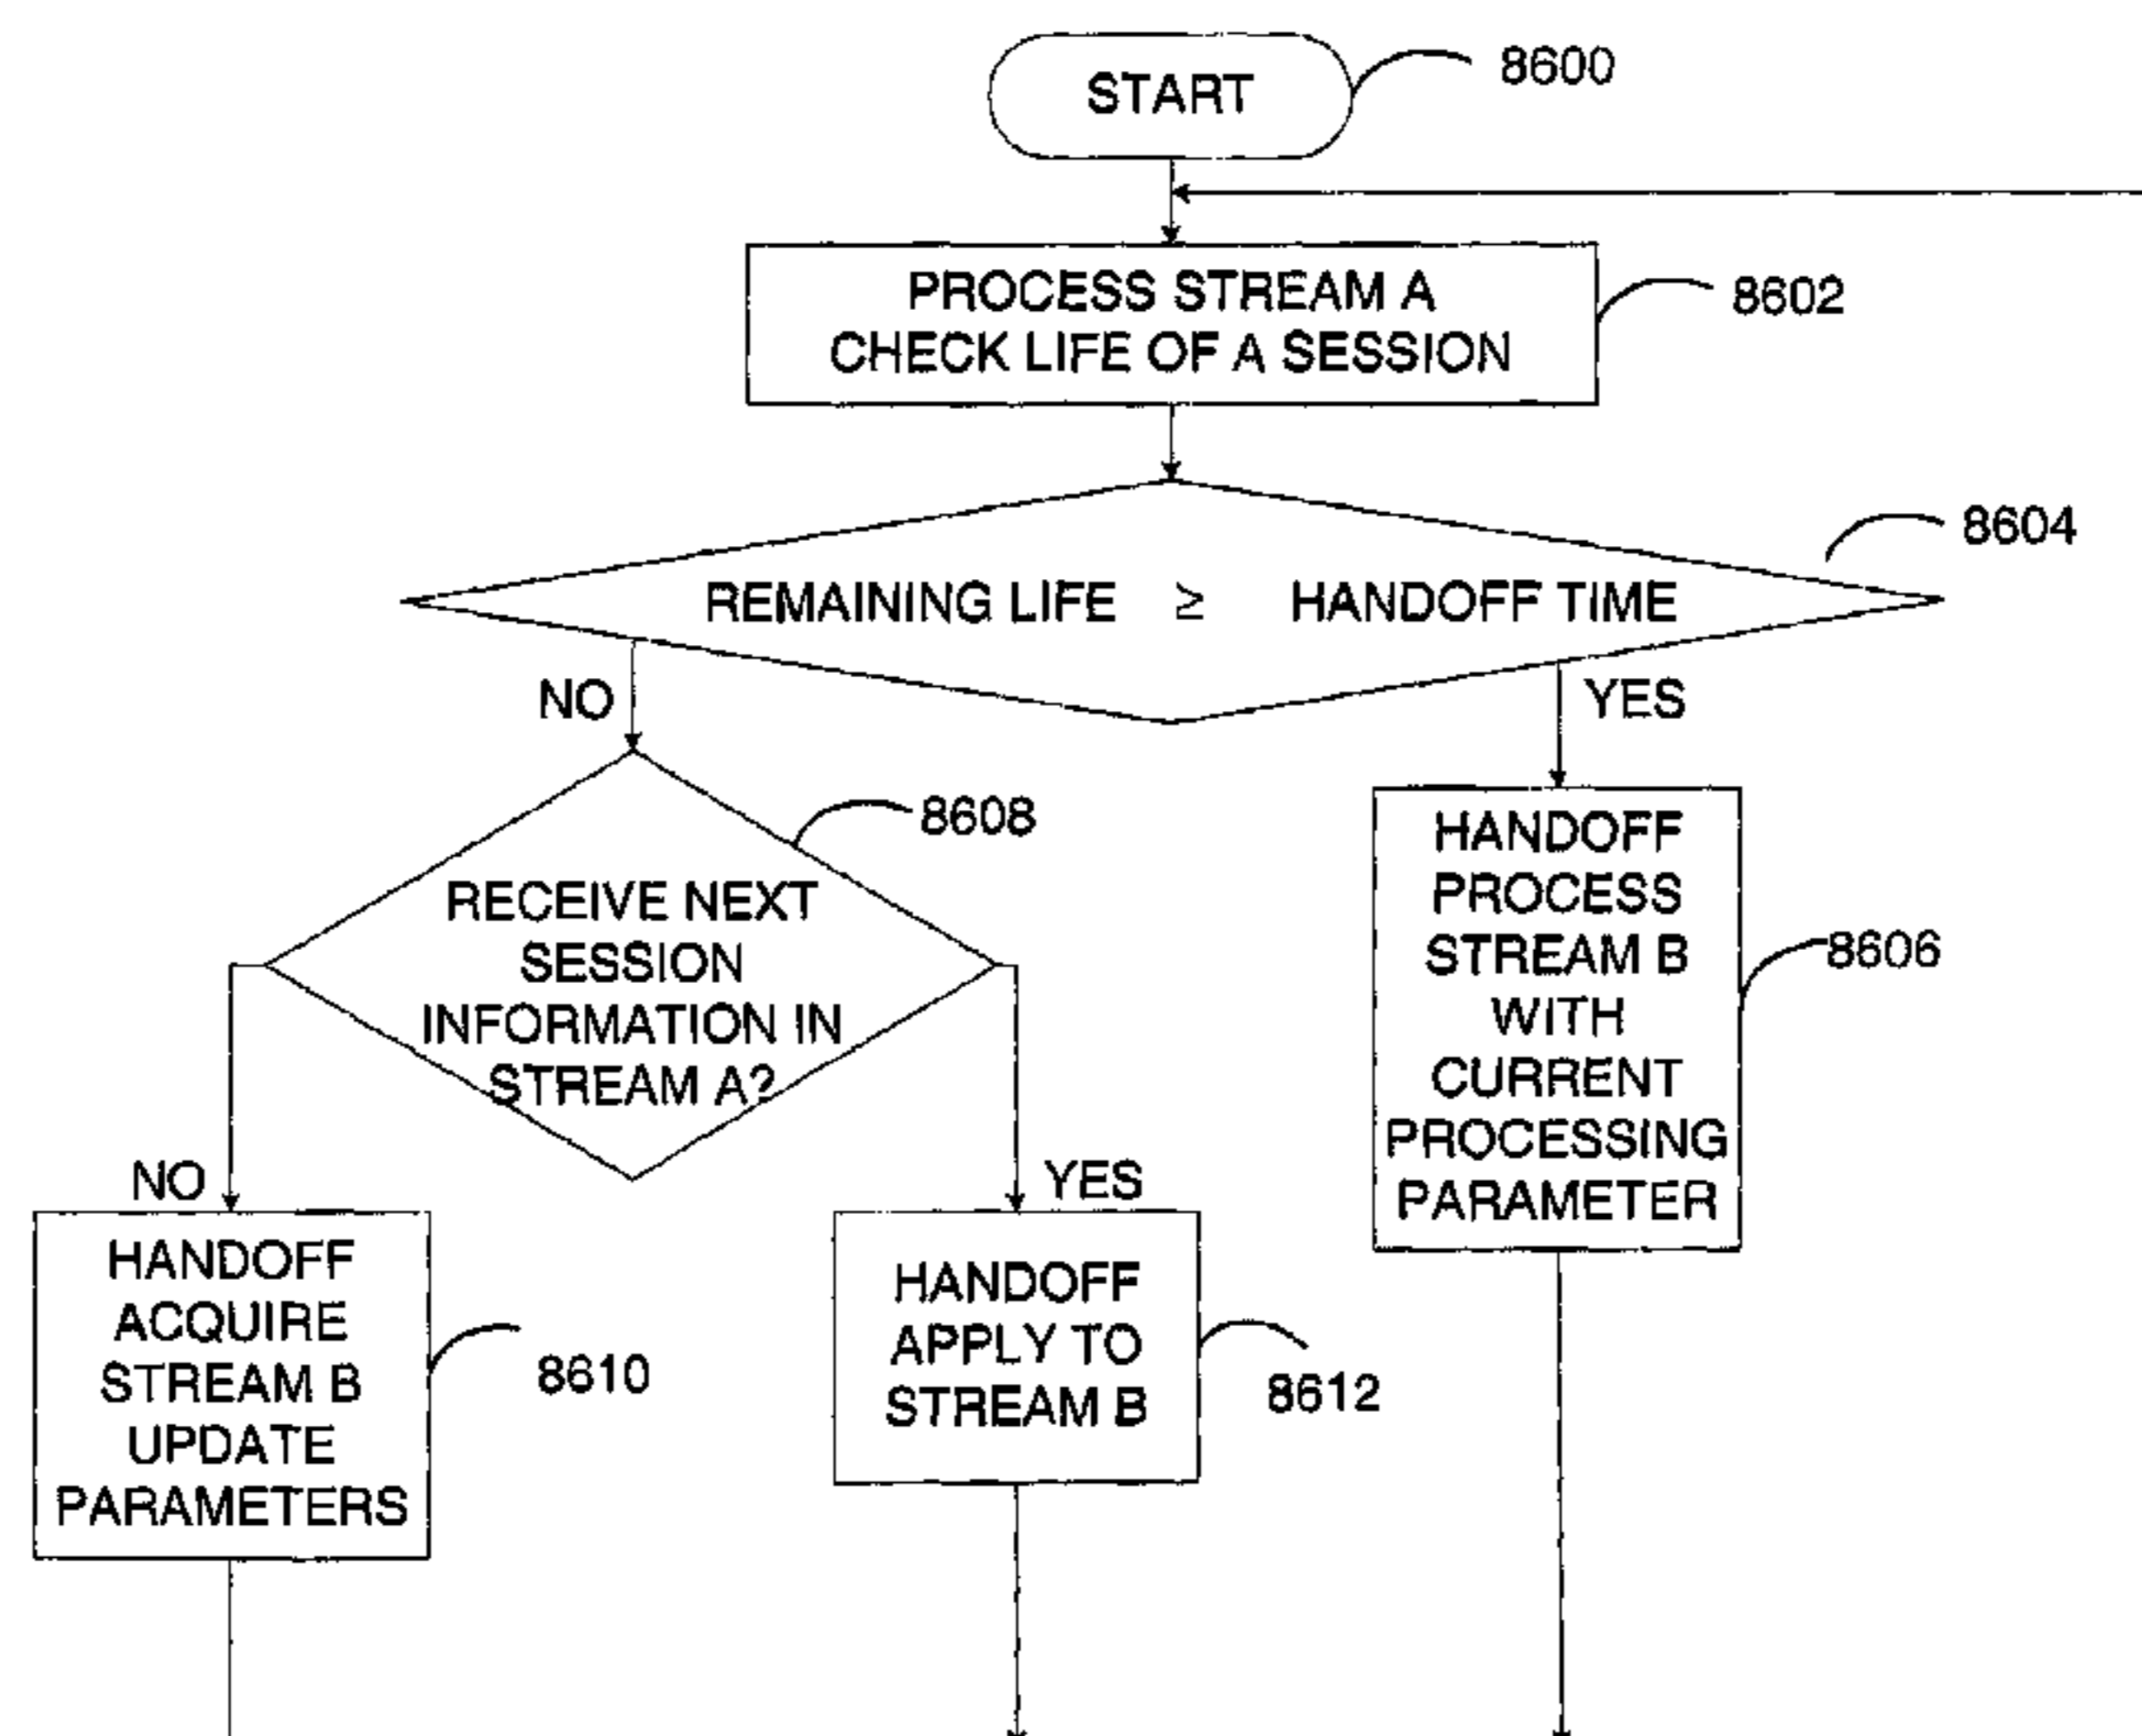 START
8600
PROCESS STREAM A
CHECK LIFE OF A SESSION
8602
8604
REMAINING LIFE ≥ HANDOFF TIME
NO
YES
8608
RECEIVE NEXT
SESSION
INFORMATION IN
STREAM A?
HANDOFF
PROCESS
STREAM B
WITH
CURRENT
PROCESSING
PARAMETER
8606
NO
YES
HANDOFF
ACQUIRE
STREAM B
UPDATE
PARAMETERS
8610
HANDOFF
APPLY TO
STREAM B
8612